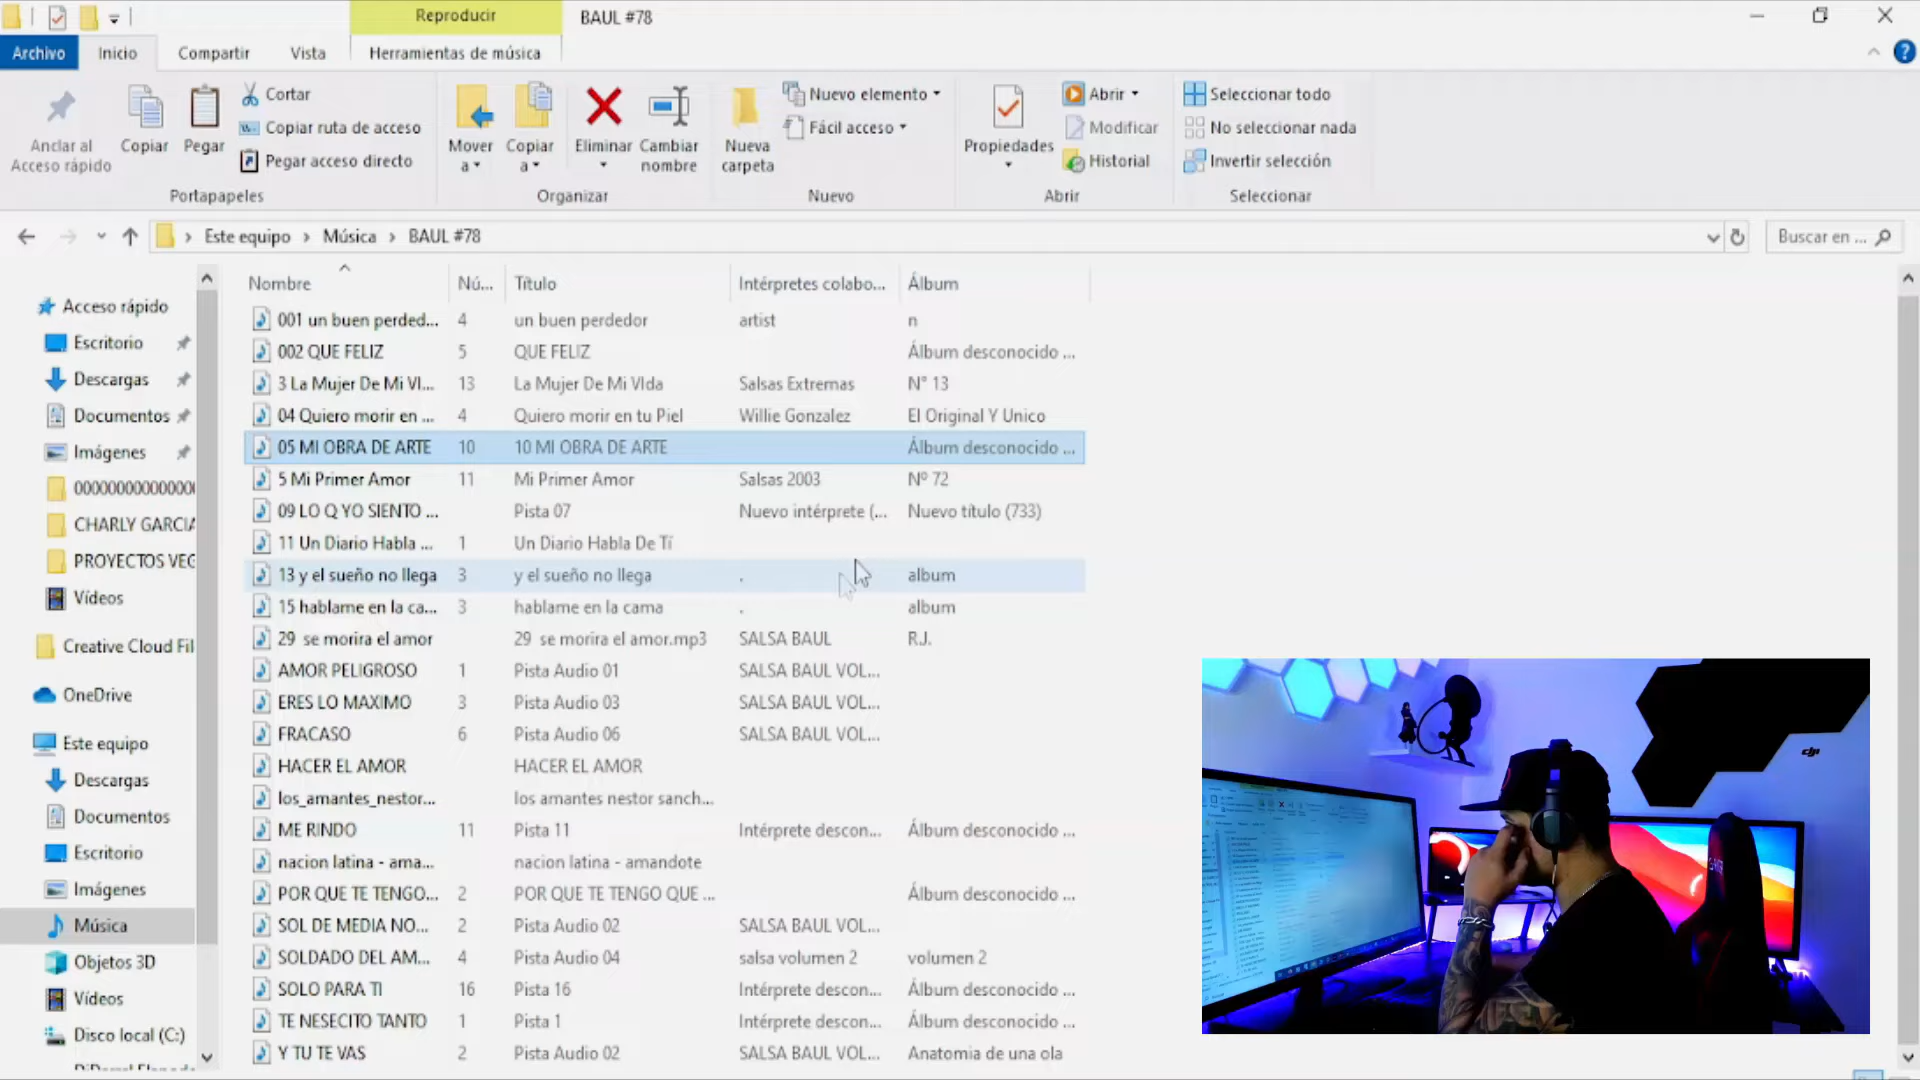 Reproducir
BAUL #78
Archivo
Inicio
Compartir
Vista
Herramientas de música
Anclar al
Acceso rápido
Copiar
Pegar
Cortar
Copiar ruta de acceso
Pegar acceso directo
Portapapeles
Mover
a
Copiar
a
Eliminar
Cambiar
nombre
Organizar
Nueva
carpeta
Nuevo elemento
Fácil acceso
Nuevo
Propiedades
Abrir
Modificar
Historial
Abrir
Seleccionar todo
No seleccionar nada
Invertir selección
Seleccionar
Este equipo › Música › BAUL #78
Buscar en ...
Acceso rápido
Escritorio
Descargas
Documentos
Imágenes
CHARLY GARCIA
PROYECTOS VEG
Vídeos
Creative Cloud Fil
OneDrive
Este equipo
Descargas
Documentos
Escritorio
Imágenes
Música
Objetos 3D
Vídeos
Disco local (C:)
Nombre Nú... Título Intérpretes colabo... Álbum
001 un buen perded... 4 un buen perdedor artist n
002 QUE FELIZ 5 QUE FELIZ Álbum desconocido ...
3 La Mujer De Mi VI... 13 La Mujer De Mi VIda Salsas Extremas N° 13
04 Quiero morir en ... 4 Quiero morir en tu Piel Willie Gonzalez El Original Y Unico
05 MI OBRA DE ARTE 10 10 MI OBRA DE ARTE Álbum desconocido ...
5 Mi Primer Amor 11 Mi Primer Amor Salsas 2003 Nº 72
09 LO Q YO SIENTO ... Pista 07 Nuevo intérprete (... Nuevo título (733)
11 Un Diario Habla ... 1 Un Diario Habla De Tí
13 y el sueño no llega 3 y el sueño no llega . album
15 hablame en la ca... 3 hablame en la cama . album
29 se morira el amor 29 se morira el amor.mp3 SALSA BAUL R.J.
AMOR PELIGROSO 1 Pista Audio 01 SALSA BAUL VOL...
ERES LO MAXIMO 3 Pista Audio 03 SALSA BAUL VOL...
FRACASO 6 Pista Audio 06 SALSA BAUL VOL...
HACER EL AMOR HACER EL AMOR
los_amantes_nestor... los amantes nestor sanch...
ME RINDO 11 Pista 11 Intérprete descon... Álbum desconocido ...
nacion latina - ama... nacion latina - amandote
POR QUE TE TENGO... 2 POR QUE TE TENGO QUE ... Álbum desconocido ...
SOL DE MEDIA NO... 2 Pista Audio 02 SALSA BAUL VOL...
SOLDADO DEL AM... 4 Pista Audio 04 salsa volumen 2 volumen 2
SOLO PARA TI 16 Pista 16 Intérprete descon... Álbum desconocido ...
TE NESECITO TANTO 1 Pista 1 Intérprete descon... Álbum desconocido ...
Y TU TE VAS 2 Pista Audio 02 SALSA BAUL VOL... Anatomia de una ola
dji